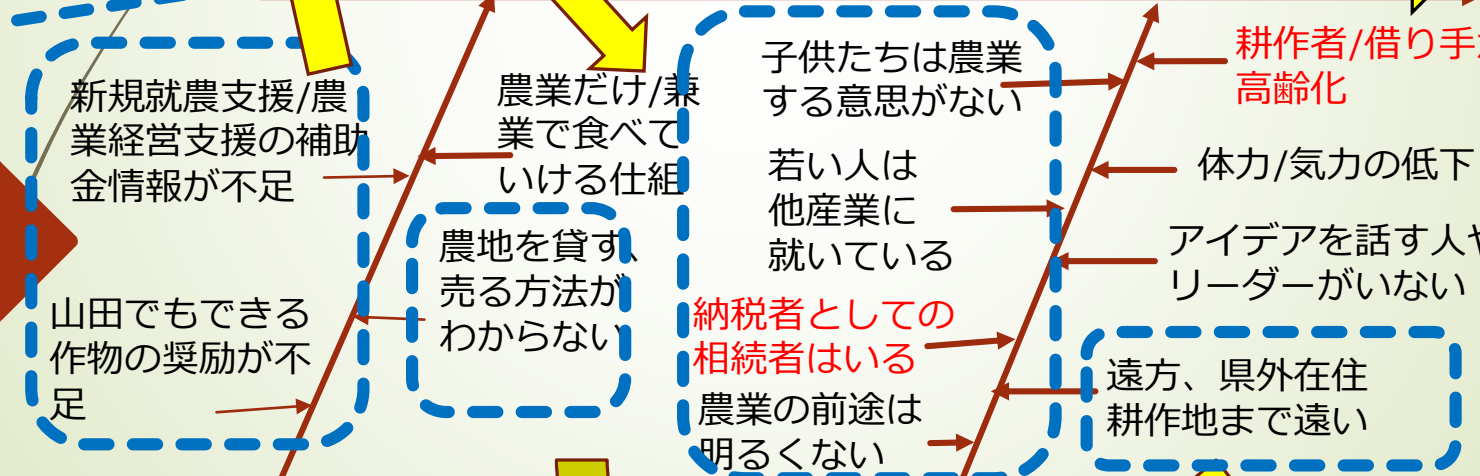 新規就農支援/農
業経営支援の補助
金情報が不足
山田でもできる
作物の奨励が不
足
農業だけ/兼
業で食べて
いける仕組
農地を貸す、
売る方法が
わからない
子供たちは農業
する意思がない
若い人は
他産業に
就いている
納税者としての
相続者はいる
農業の前途は
明るくない
耕作者/借り手
高齢化
体力/気力の低下
アイデアを話す人や
リーダーがいない
遠方、県外在住
耕作地まで遠い